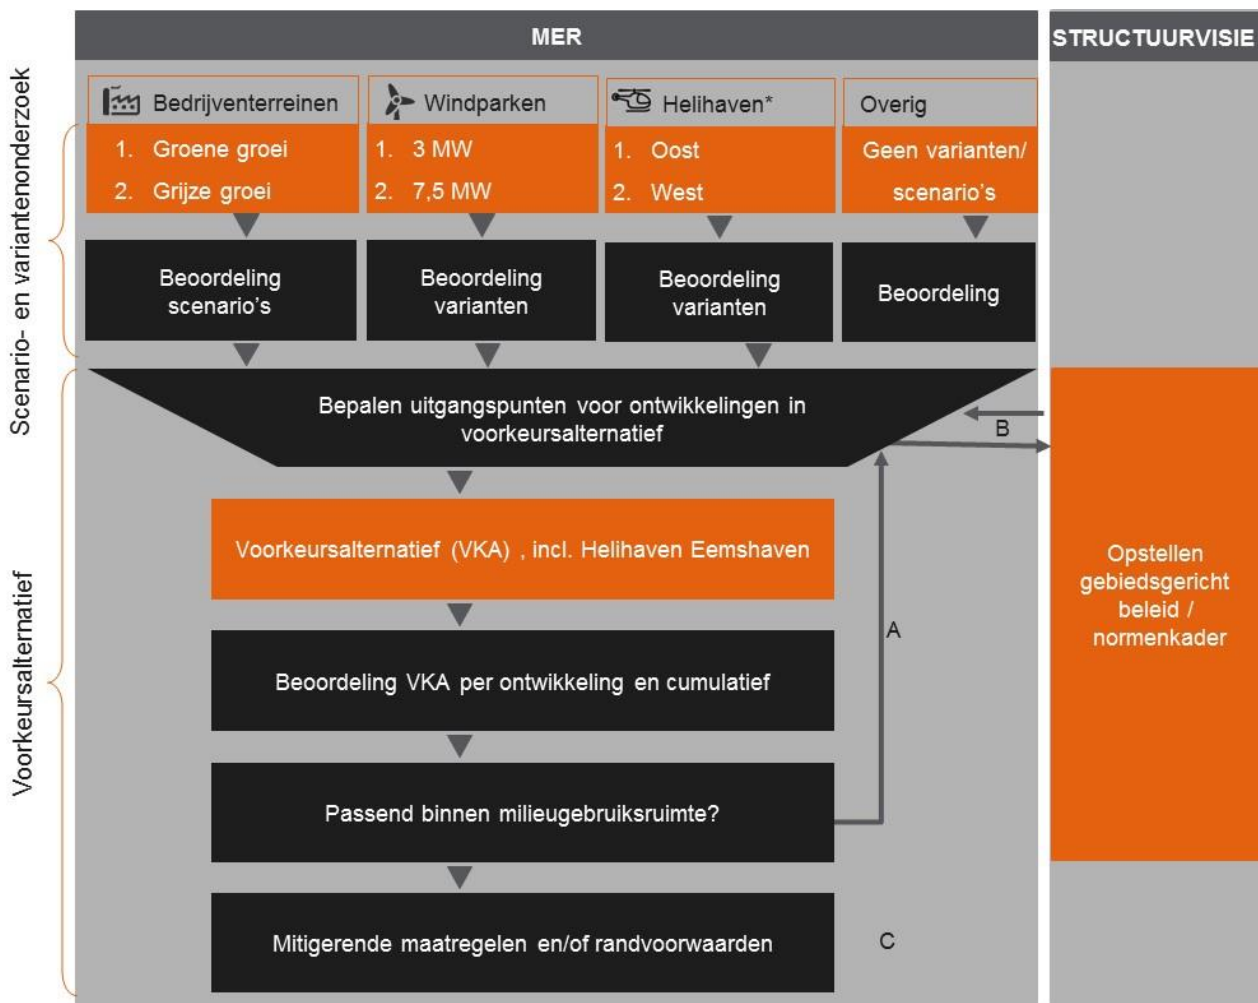 MER
STRUCTUURVISIE
Scenario- en variantenonderzoek
Bedrijventerreinen
1. Groene groei
2. Grijze groei
Windparken
1. 3 MW
2. 7,5 MW
Helihaven*
1. Oost
2. West
Overig
Geen varianten/
scenario's
Beoordeling
scenario's
Beoordeling
varianten
Beoordeling
varianten
Beoordeling
Voorkeursalternatief
Bepalen uitgangspunten voor ontwikkelingen in
voorkeursalternatief
B
Voorkeursalternatief (VKA) , incl. Helihaven Eemshaven
Opstellen
gebiedsgericht
beleid /
normenkader
A
Beoordeling VKA per ontwikkeling en cumulatief
Passend binnen milieugebruiksruimte?
Mitigerende maatregelen en/of randvoorwaarden
C